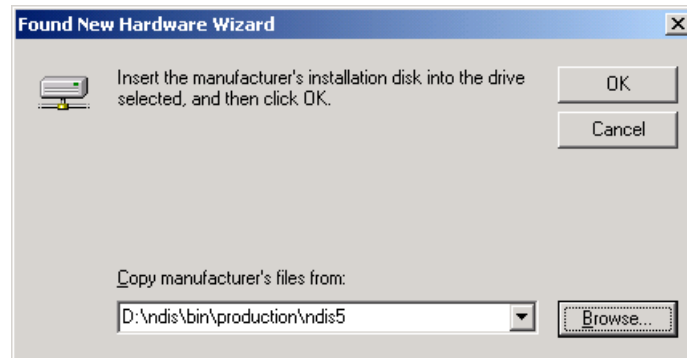 Found New Hardware Wizard
Insert the manufacturer's installation disk into the drive
selected, and then click OK.
OK
Cancel
Copy manufacturer's files from:
D:\ndis\bin\production\ndis5
Browse...